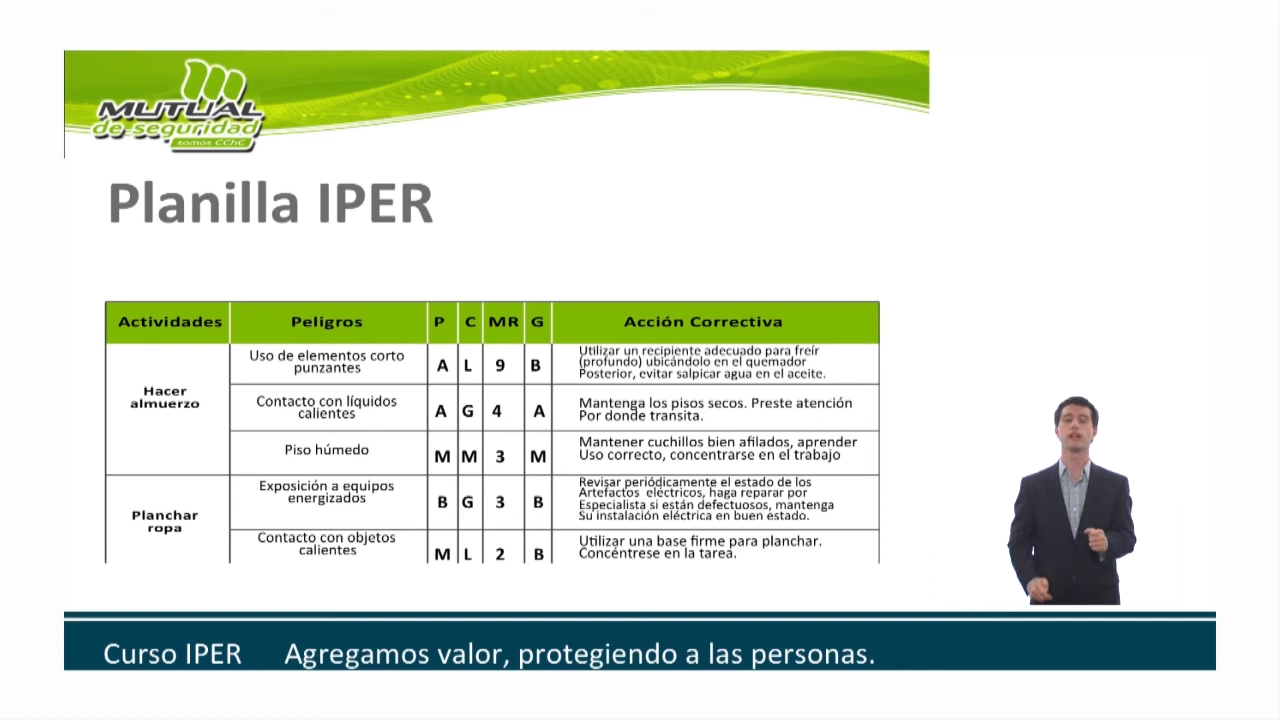 MUTUAL
de seguridad
somos CChC
Planilla IPER
Actividades Peligros P C MR G Acción Correctiva
Hacer
almuerzo
Uso de elementos corto
punzantes
A L 9 B
Utilizar un recipiente adecuado para freír
(profundo) ubicándolo en el quemador
Posterior, evitar salpicar agua en el aceite.
Contacto con líquidos
calientes
A G 4 A
Mantenga los pisos secos. Preste atención
Por donde transita.
Piso húmedo
M M 3 M
Mantener cuchillos bien afilados, aprender
Uso correcto, concentrarse en el trabajo
Planchar
ropa
Exposición a equipos
energizados
B G 3 B
Revisar periódicamente el estado de los
Artefactos eléctricos, haga reparar por
Especialista si están defectuosos, mantenga
Su instalación eléctrica en buen estado.
Contacto con objetos
calientes
M L 2 B
Utilizar una base firme para planchar.
Concéntrese en la tarea.
Curso IPER Agregamos valor, protegiendo a las personas.